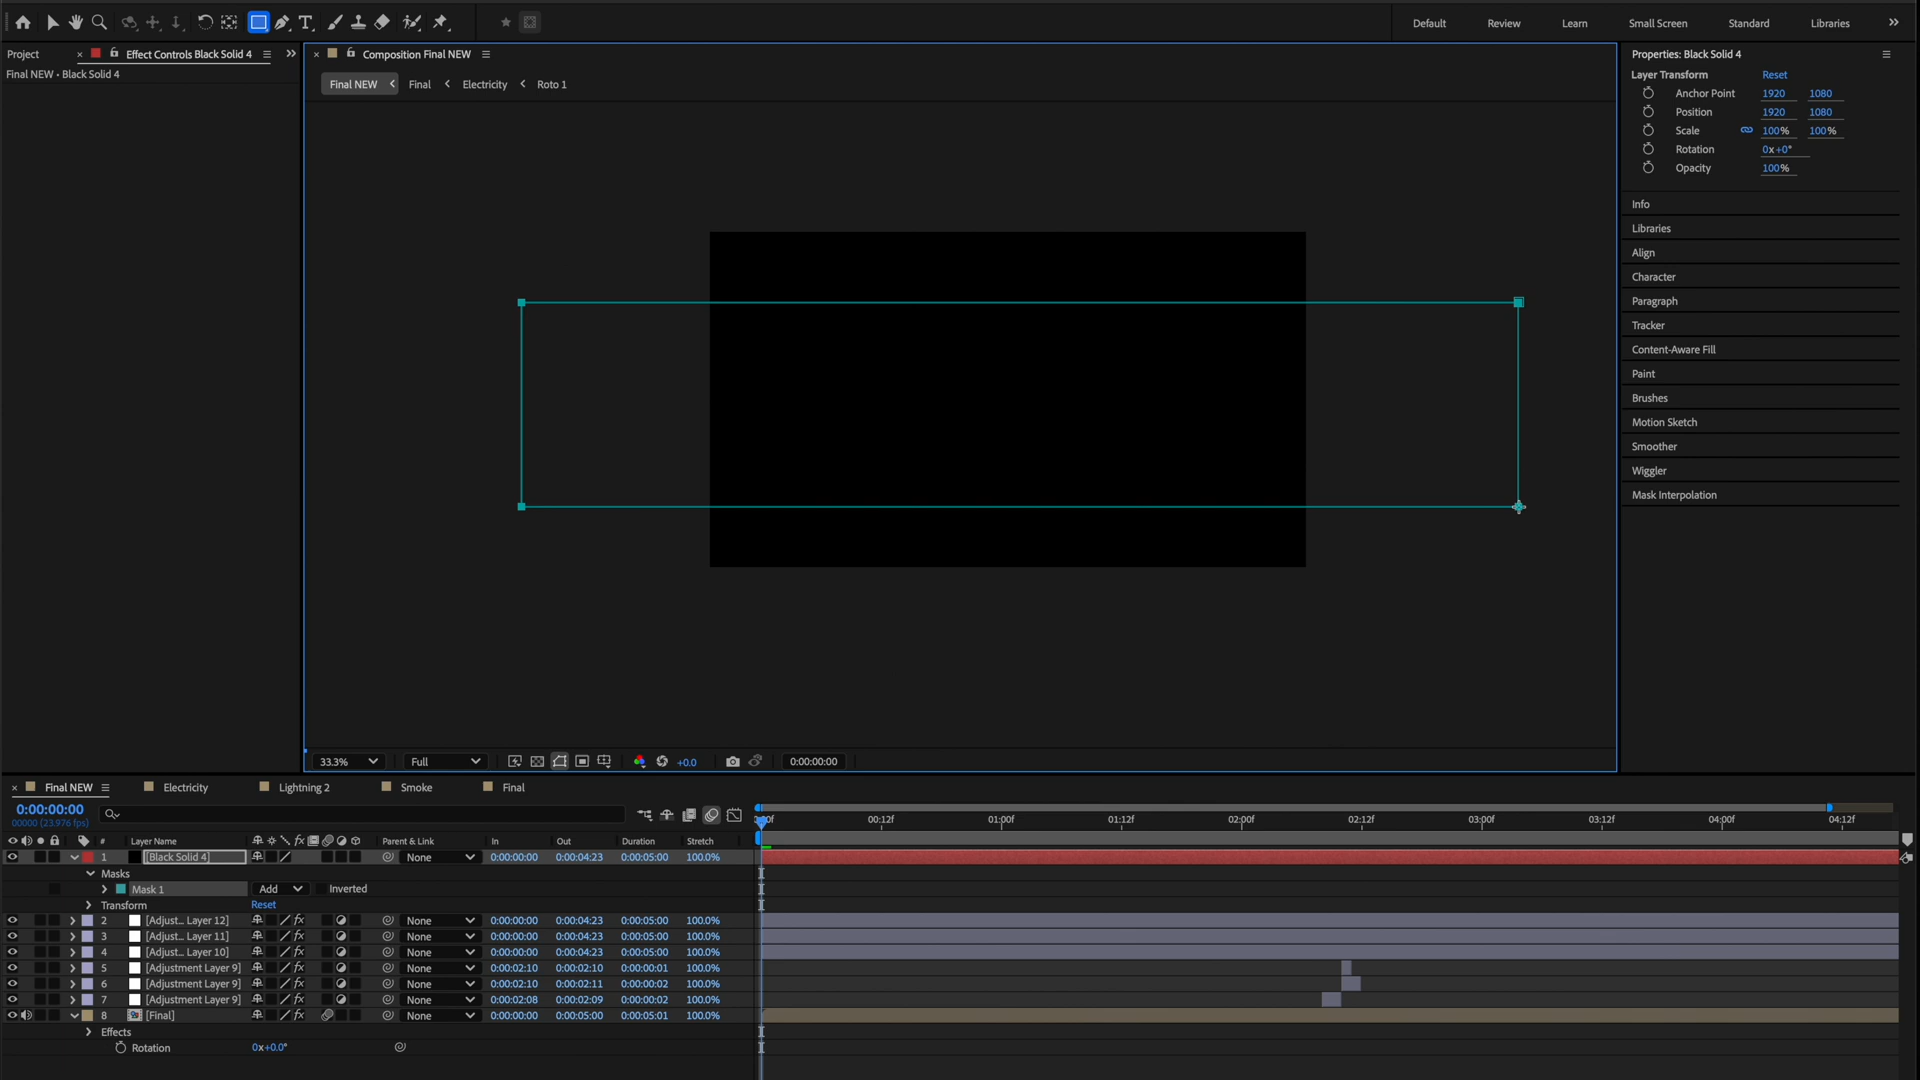 Default
Review
Learn
Small Screen
Standard
Libraries
Project
Effect Controls Black Solid 4
Composition Final NEW
Properties: Black Solid 4
Final NEW • Black Solid 4
Final NEW
Final
Electricity
Roto 1
Layer Transform Reset
Anchor Point 1920 1080
Position 1920 1080
Scale 100% 100%
Rotation 0x+0°
Opacity 100%
Info
Libraries
Align
Character
Paragraph
Tracker
Content-Aware Fill
Paint
Brushes
Motion Sketch
Smoother
Wiggler
Mask Interpolation
33.3% Full +0.0 0:00:00:00
Final NEW Electricity Lightning 2 Smoke Final
0:00:00:00
00000 (23.976 fps)
00:12f 01:00f 01:12f 02:00f 02:12f 03:00f 03:12f 04:00f 04:12f
# Layer Name Parent & Link In Out Duration Stretch
1 [Black Solid 4] None 0:00:00:00 0:00:04:23 0:00:05:00 100.0%
Masks
Mask 1 Add Inverted
Transform Reset
2 [Adjust... Layer 12] None 0:00:00:00 0:00:04:23 0:00:05:00 100.0%
3 [Adjust... Layer 11] None 0:00:00:00 0:00:04:23 0:00:05:00 100.0%
4 [Adjust... Layer 10] None 0:00:00:00 0:00:04:23 0:00:05:00 100.0%
5 [Adjustment Layer 9] None 0:00:02:10 0:00:02:10 0:00:00:01 100.0%
6 [Adjustment Layer 9] None 0:00:02:10 0:00:02:11 0:00:00:02 100.0%
7 [Adjustment Layer 9] None 0:00:02:08 0:00:02:09 0:00:00:02 100.0%
8 [Final] None 0:00:00:00 0:00:05:00 0:00:05:01 100.0%
Effects
Rotation 0x+0.0°